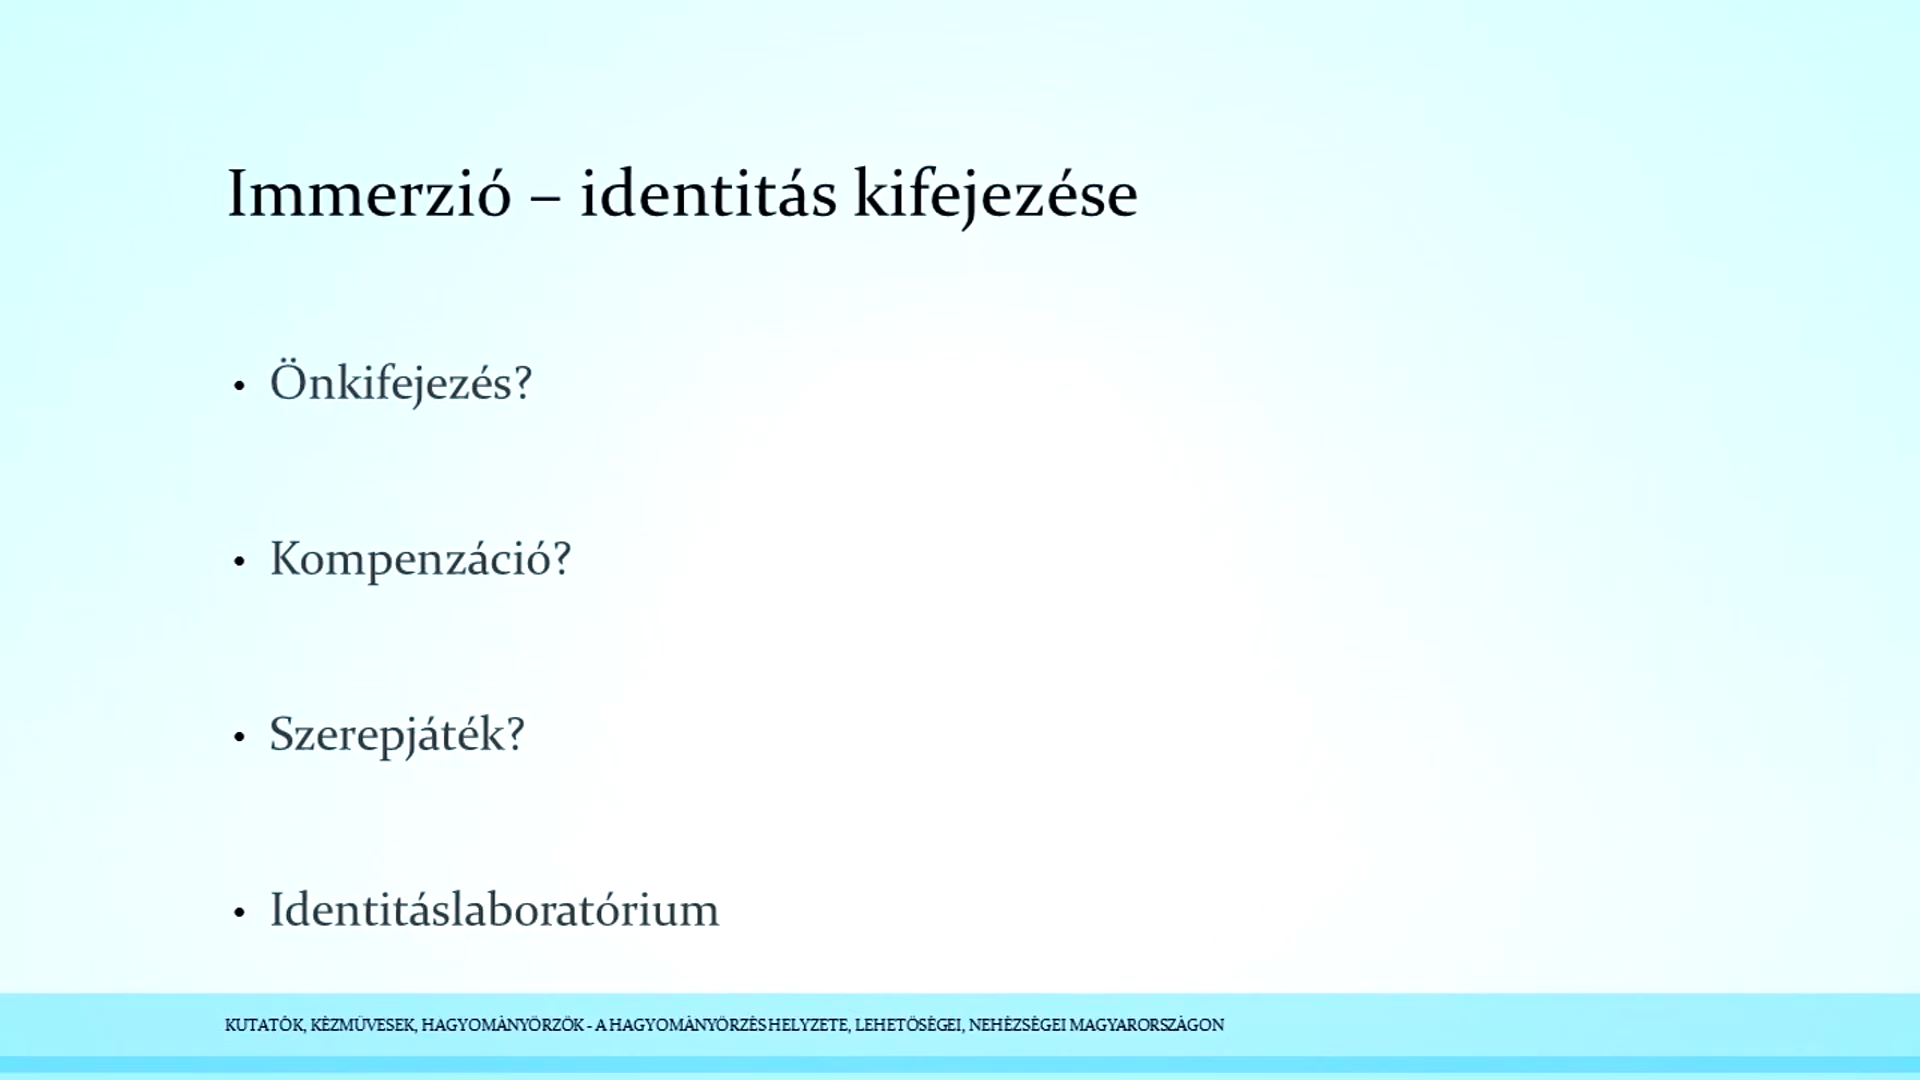 Immerzió – identitás kifejezése
• Önkifejezés?
• Kompenzáció?
• Szerepjáték?
• Identitáslaboratórium
KUTATÓK, KÉZMŰVESEK, HAGYOMÁNYŐRZŐK - A HAGYOMÁNYŐRZÉS HELYZETE, LEHETŐSÉGEI, NEHÉZSÉGEI MAGYARORSZÁGON